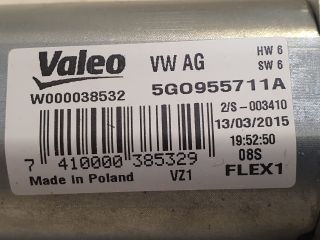 Valeo VW AG HW 6
SW 6
W000038532 5G0955711A
2/S-003410
13/03/2015
19:52:50
7 410000 385329 08S
Made in Poland VZ1 FLEX1